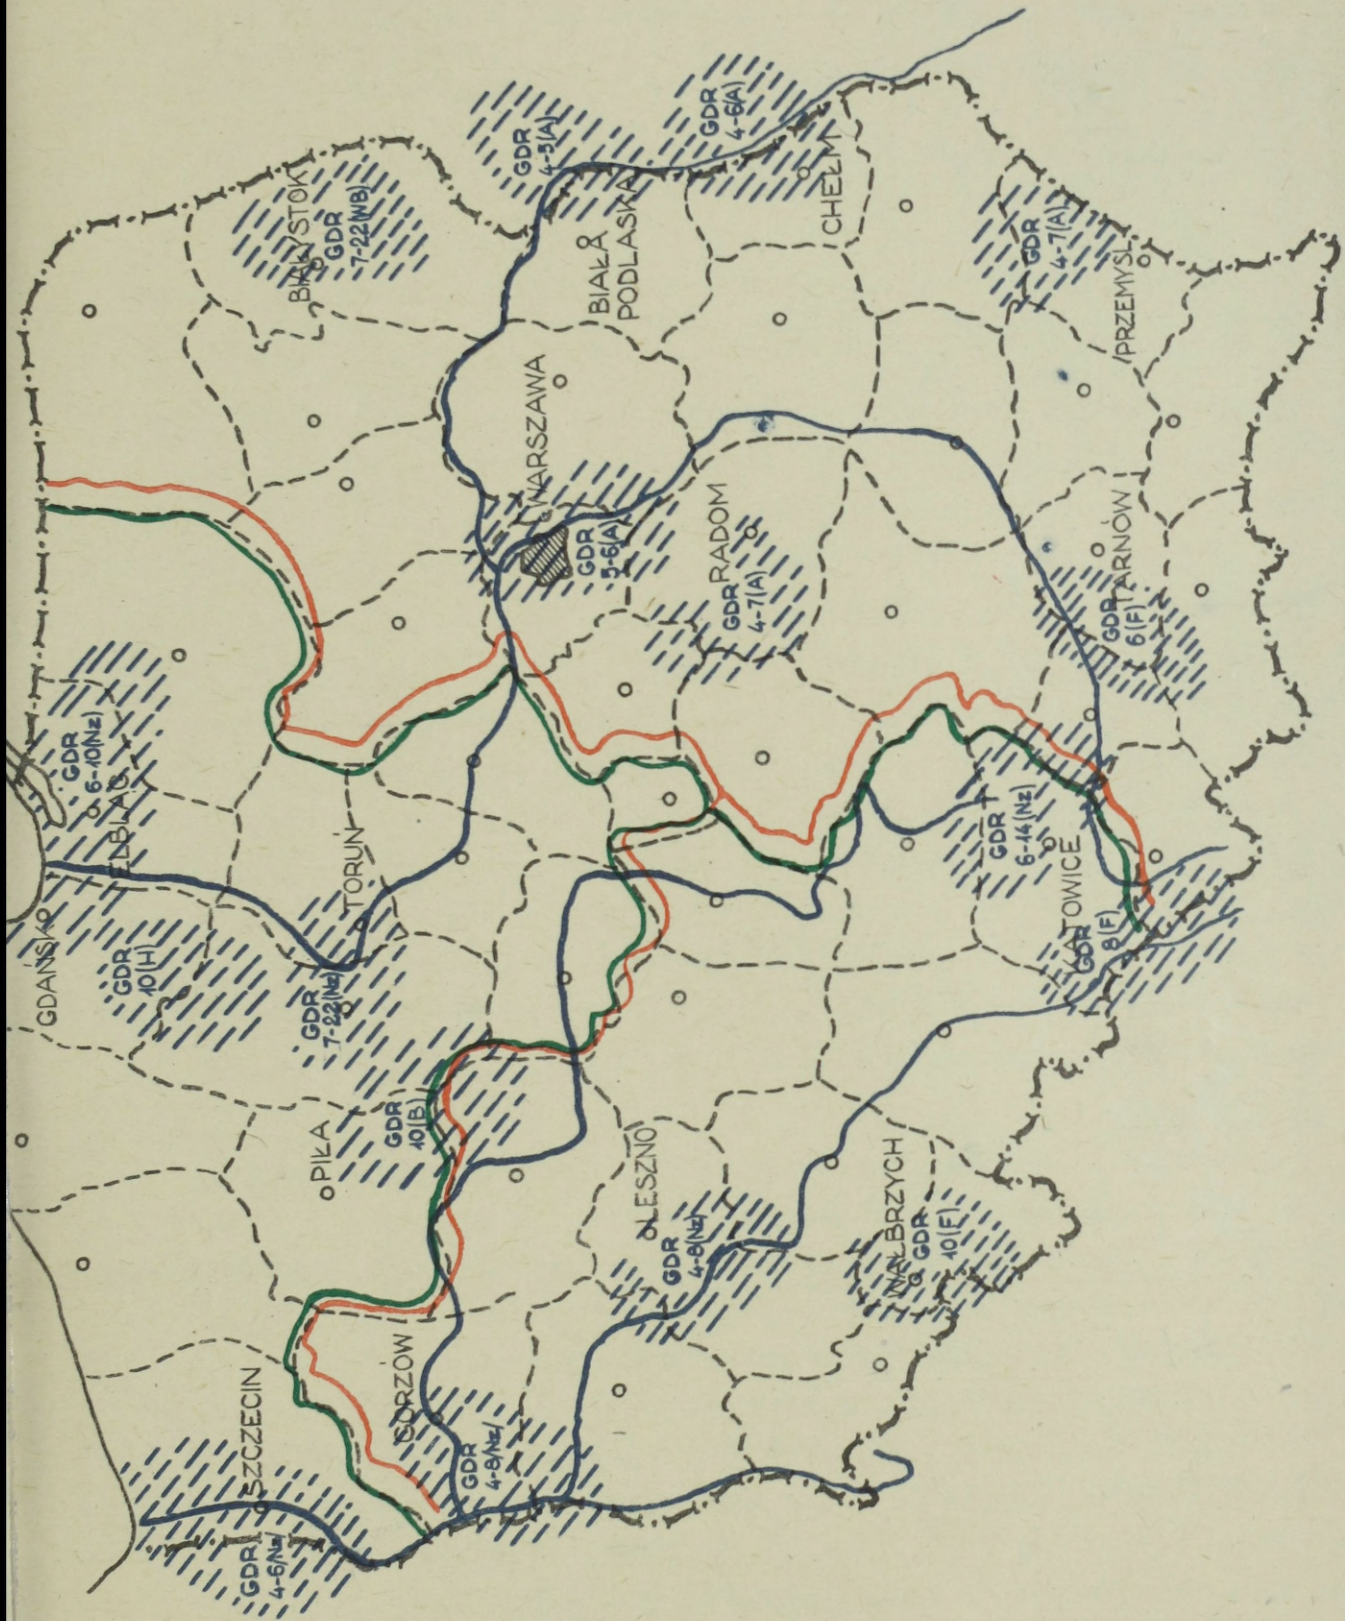 SZCZECIN
GDR
4-6/Nz/
GORZÓW
GDR
4-8/Nz/
PIŁA
GDR
10(B)
GDAŃSK
GDR
10(H)
GDR
7-22(Nz)
TORUŃ
ELBLĄG
GDR
6-10(Nz)
LESZNO
GDR
4-8(Nz)
WAŁBRZYCH
GDR
10(F)
KATOWICE
GDR
6-14(Nz)
GDR
8(F)
WARSZAWA
GDR
5-6(A)
RADOM
GDR
4-7(A)
TARNÓW
GDR
6(F)
BIAŁYSTOK
GDR
7-22(WB)
BIAŁA
PODLASKA
GDR
4-5(A)
GDR
4-6(A)
CHEŁM
GDR
4-7(A)
PRZEMYŚL